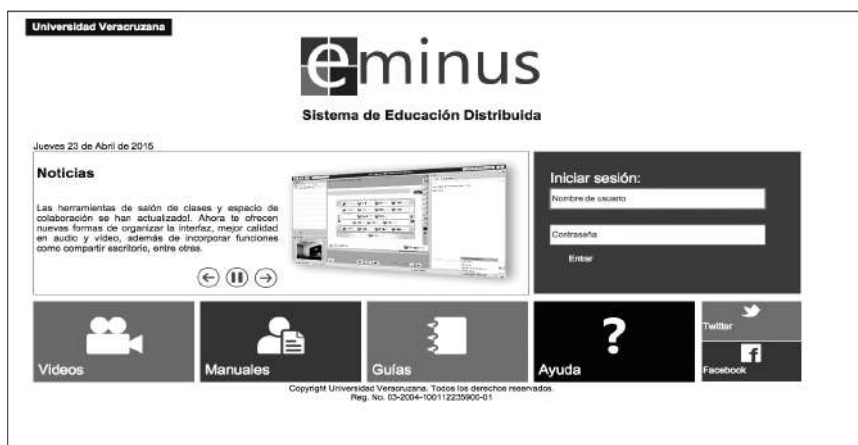 Universidad Veracruzana
eminus
Sistema de Educación Distribuida
Jueves 23 de Abril de 2015
Noticias
Las herramientas de salón de clases y espacio de
colaboración se han actualizado!. Ahora te ofrecen
nuevas formas de organizar la interfaz, mejor calidad
en audio y vídeo, además de incorporar funciones
como compartir escritorio, entre otras.
Iniciar sesión:
Nombre de usuario
Contraseña
Entrar
Videos
Manuales
Guías
Ayuda
Twitter
Facebook
Copyright Universidad Veracruzana. Todos los derechos reservados.
Reg. No. 03-2004-100112235900-01